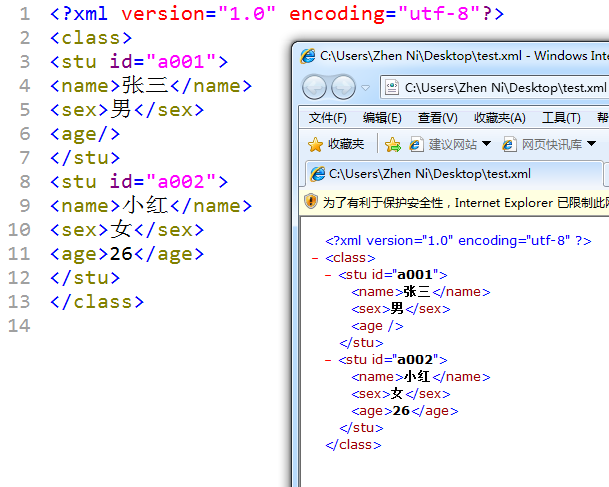 1 <?xml version="1.0" encoding="utf-8"?>
2 <class>
3 <stu id="a001">
4 <name>张三</name>
5 <sex>男</sex>
6 <age/>
7 </stu>
8 <stu id="a002">
9 <name>小红</name>
10 <sex>女</sex>
11 <age>26</age>
12 </stu>
13 </class>
14
C:\Users\Zhen Ni\Desktop\test.xml - Windows Inte
C:\Users\Zhen Ni\Desktop\test.xml
文件(F) 编辑(E) 查看(V) 收藏夹(A) 工具(T) 帮
收藏夹 建议网站 网页快讯库
C:\Users\Zhen Ni\Desktop\test.xml
为了有利于保护安全性，Internet Explorer 已限制此网
<?xml version="1.0" encoding="utf-8" ?>
- <class>
- <stu id="a001">
<name>张三</name>
<sex>男</sex>
<age />
</stu>
- <stu id="a002">
<name>小红</name>
<sex>女</sex>
<age>26</age>
</stu>
</class>